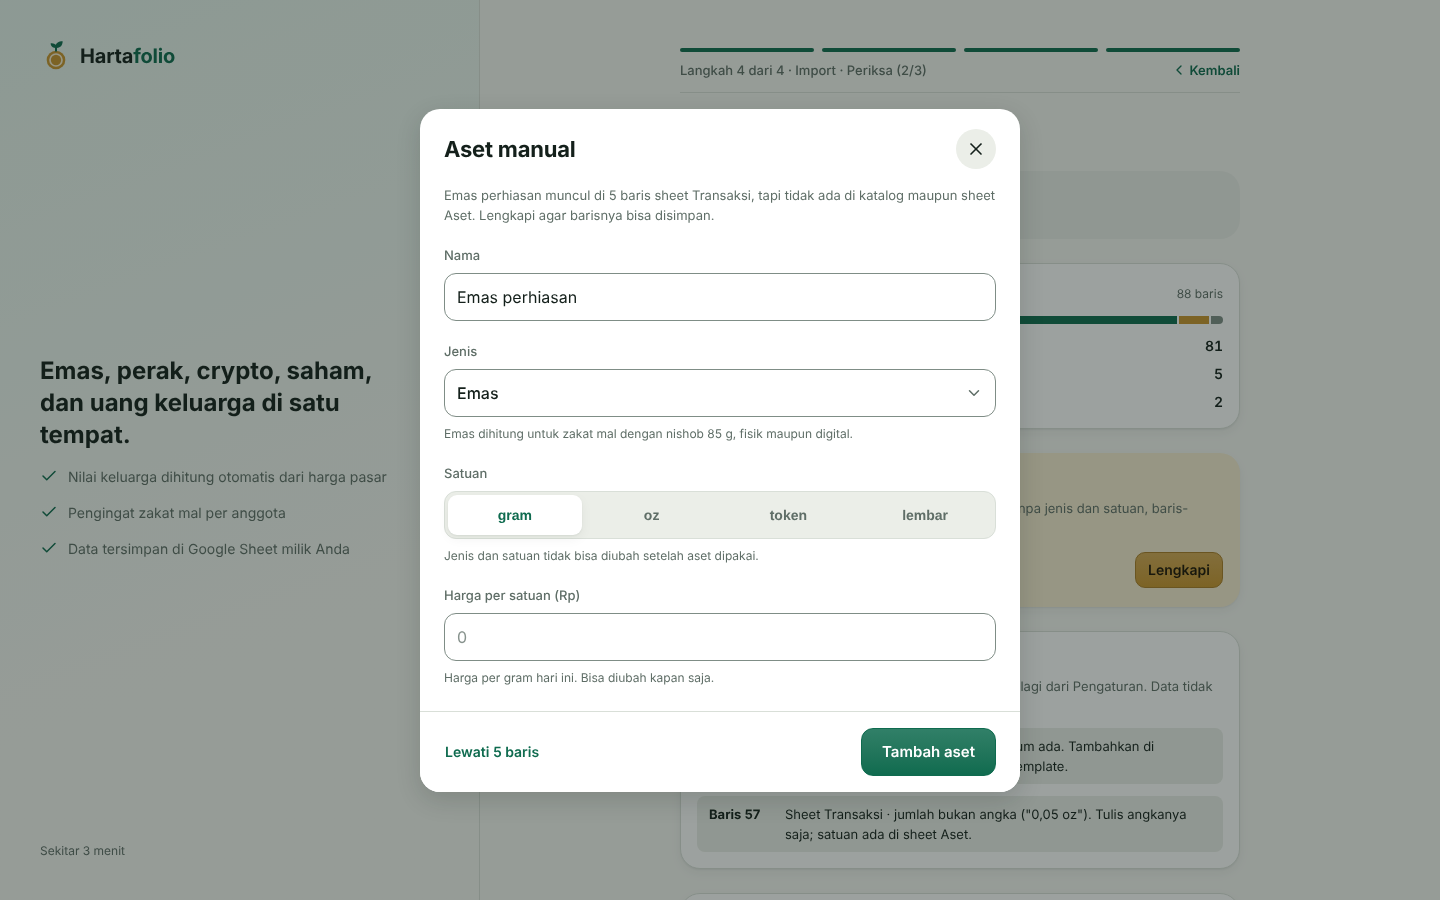 Hartafolio
Emas, perak, crypto, saham,
dan uang keluarga di satu
tempat.
Nilai keluarga dihitung otomatis dari harga pasar
Pengingat zakat mal per anggota
Data tersimpan di Google Sheet milik Anda
Sekitar 3 menit
Langkah 4 dari 4 · Import · Periksa (2/3)
Kembali
88 baris
81
5
2
jenis dan satuan, baris-
Lengkapi
lagi dari Pengaturan. Data tidak
ada. Tambahkan di
Baris 57
Sheet Transaksi · jumlah bukan angka ("0,05 oz"). Tulis angkanya
saja; satuan ada di sheet Aset.
Aset manual
Emas perhiasan muncul di 5 baris sheet Transaksi, tapi tidak ada di katalog maupun sheet
Aset. Lengkapi agar barisnya bisa disimpan.
Nama
Emas perhiasan
Jenis
Emas
Emas dihitung untuk zakat mal dengan nishob 85 g, fisik maupun digital.
Satuan
gram oz token lembar
Jenis dan satuan tidak bisa diubah setelah aset dipakai.
Harga per satuan (Rp)
0
Harga per gram hari ini. Bisa diubah kapan saja.
Lewati 5 baris
Tambah aset